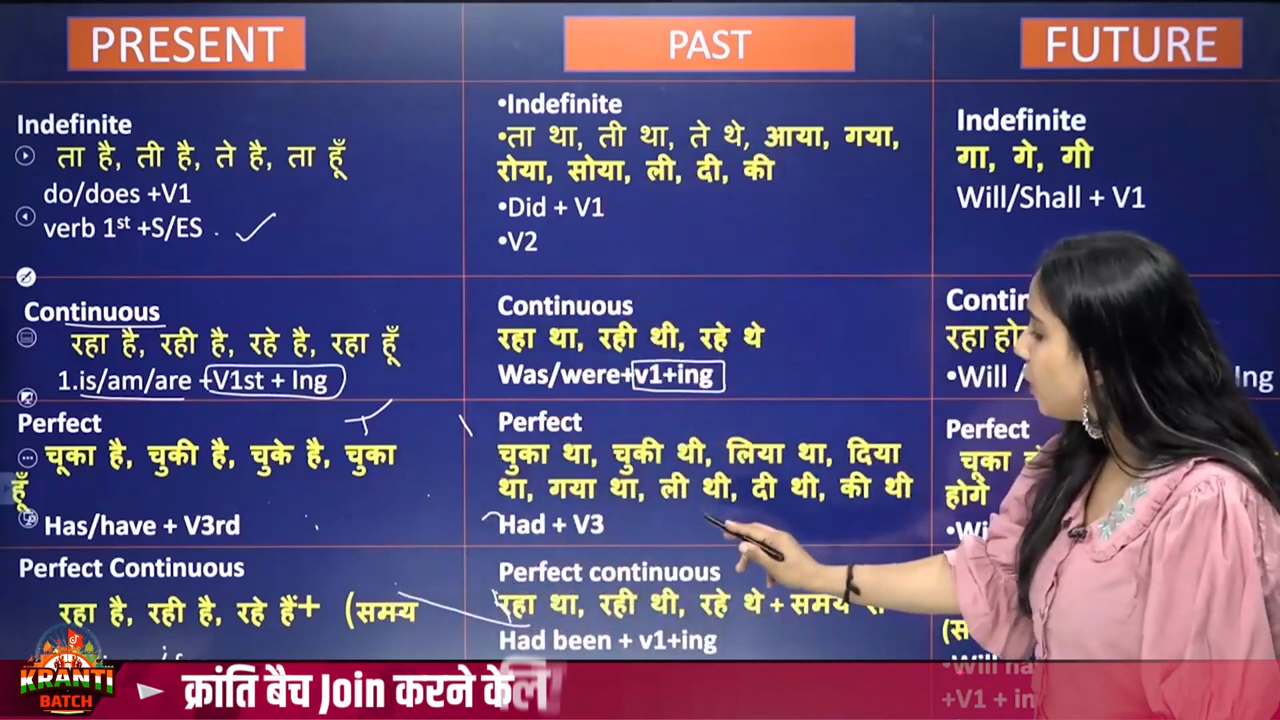 PRESENT
Indefinite
ता है, ती है, ते है, ता हूँ
do/does +V1
verb 1st +S/ES
Continuous
रहा है, रही है, रहे है, रहा हूँ
1.is/am/are +V1st + Ing
Perfect
चूका है, चुकी है, चुके है, चुका
हूँ
Has/have + V3rd
Perfect Continuous
रहा है, रही है, रहे हैं+ (समय
PAST
•Indefinite
•ता था, ती था, ते थे, आया, गया,
रोया, सोया, ली, दी, की
•Did + V1
•V2
Continuous
रहा था, रही थी, रहे थे
Was/were+v1+ing
Perfect
चुका था, चुकी थी, लिया था, दिया
था, गया था, ली थी, दी थी, की थी
Had + V3
Perfect continuous
रहा था, रही थी, रहे थे + समय
Had been + v1+ing
FUTURE
Indefinite
गा, गे, गी
Will/Shall + V1
Contin
रहा हो
•Will / Ing
Perfect
चूका
होगे
•Wi
(स
•Will ha
+V1 + in
KRANTI
BATCH
क्रांति बैच Join करने के लि